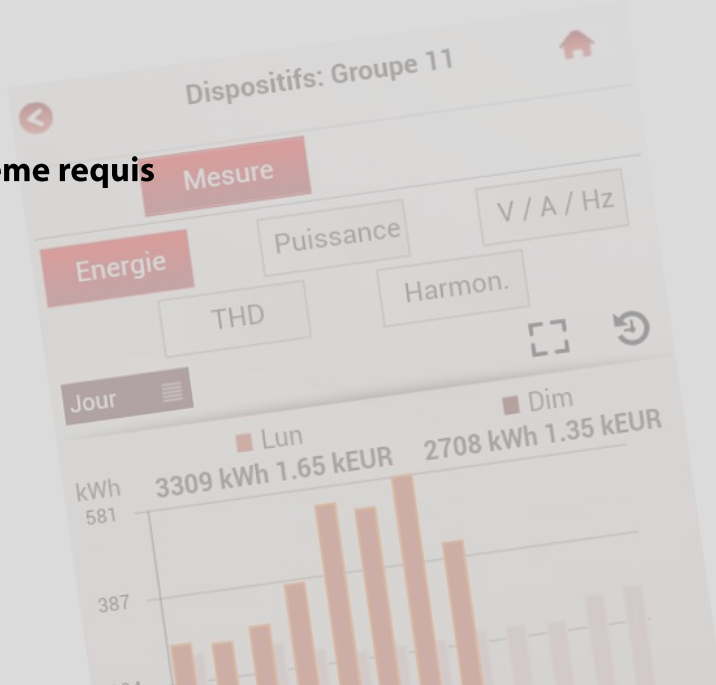 Dispositifs: Groupe 11
eme requis
Mesure
Energie
Puissance
V / A / Hz
THD
Harmon.
Jour
Lun
Dim
3309 kWh 1.65 kEUR
2708 kWh 1.35 kEUR
kWh
581
387